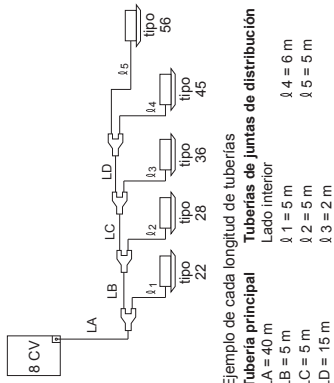 8 CV
LA
LB
LC
LD
ℓ1
ℓ2
ℓ3
ℓ4
ℓ5
tipo
22
tipo
28
tipo
36
tipo
45
tipo
56
Ejemplo de cada longitud de tuberías
Tubería principal Tuberías de juntas de distribución
LA = 40 m Lado interior
LB = 5 m ℓ1 = 5 m ℓ4 = 6 m
LC = 5 m ℓ2 = 5 m ℓ5 = 5 m
LD = 15 m ℓ3 = 2 m